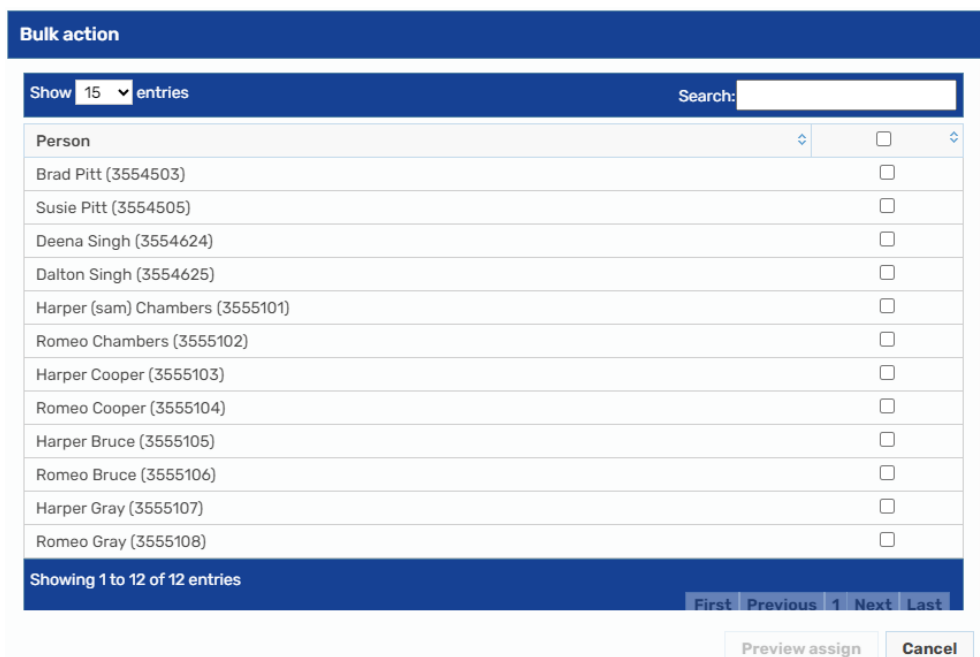 Bulk action
Show 15 entries Search:
Person
Brad Pitt (3554503)
Susie Pitt (3554505)
Deena Singh (3554624)
Dalton Singh (3554625)
Harper (sam) Chambers (3555101)
Romeo Chambers (3555102)
Harper Cooper (3555103)
Romeo Cooper (3555104)
Harper Bruce (3555105)
Romeo Bruce (3555106)
Harper Gray (3555107)
Romeo Gray (3555108)
Showing 1 to 12 of 12 entries
First Previous 1 Next Last
Preview assign Cancel